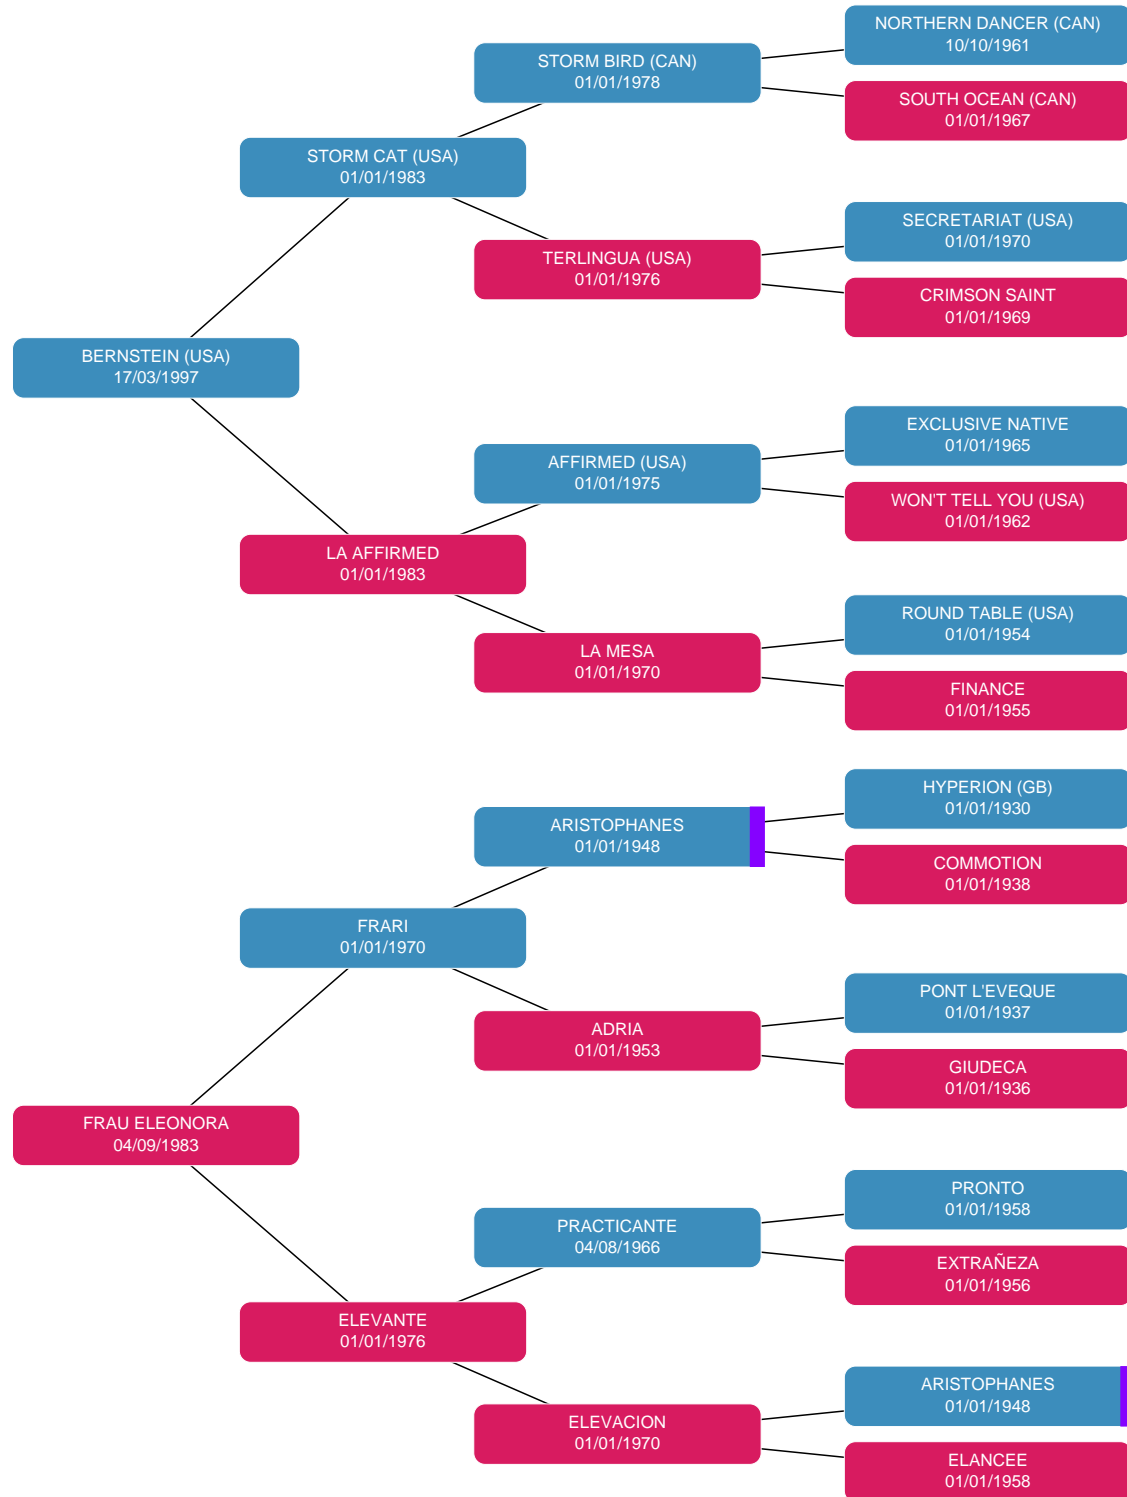 NORTHERN DANCER (CAN)
10/10/1961
STORM BIRD (CAN)
01/01/1978
SOUTH OCEAN (CAN)
01/01/1967
STORM CAT (USA)
01/01/1983
SECRETARIAT (USA)
01/01/1970
TERLINGUA (USA)
01/01/1976
CRIMSON SAINT
01/01/1969
BERNSTEIN (USA)
17/03/1997
EXCLUSIVE NATIVE
01/01/1965
AFFIRMED (USA)
01/01/1975
WON'T TELL YOU (USA)
01/01/1962
LA AFFIRMED
01/01/1983
ROUND TABLE (USA)
01/01/1954
LA MESA
01/01/1970
FINANCE
01/01/1955
HYPERION (GB)
01/01/1930
ARISTOPHANES
01/01/1948
COMMOTION
01/01/1938
FRARI
01/01/1970
PONT L'EVEQUE
01/01/1937
ADRIA
01/01/1953
GIUDECA
01/01/1936
FRAU ELEONORA
04/09/1983
PRONTO
01/01/1958
PRACTICANTE
04/08/1966
EXTRAÑEZA
01/01/1956
ELEVANTE
01/01/1976
ARISTOPHANES
01/01/1948
ELEVACION
01/01/1970
ELANCEE
01/01/1958